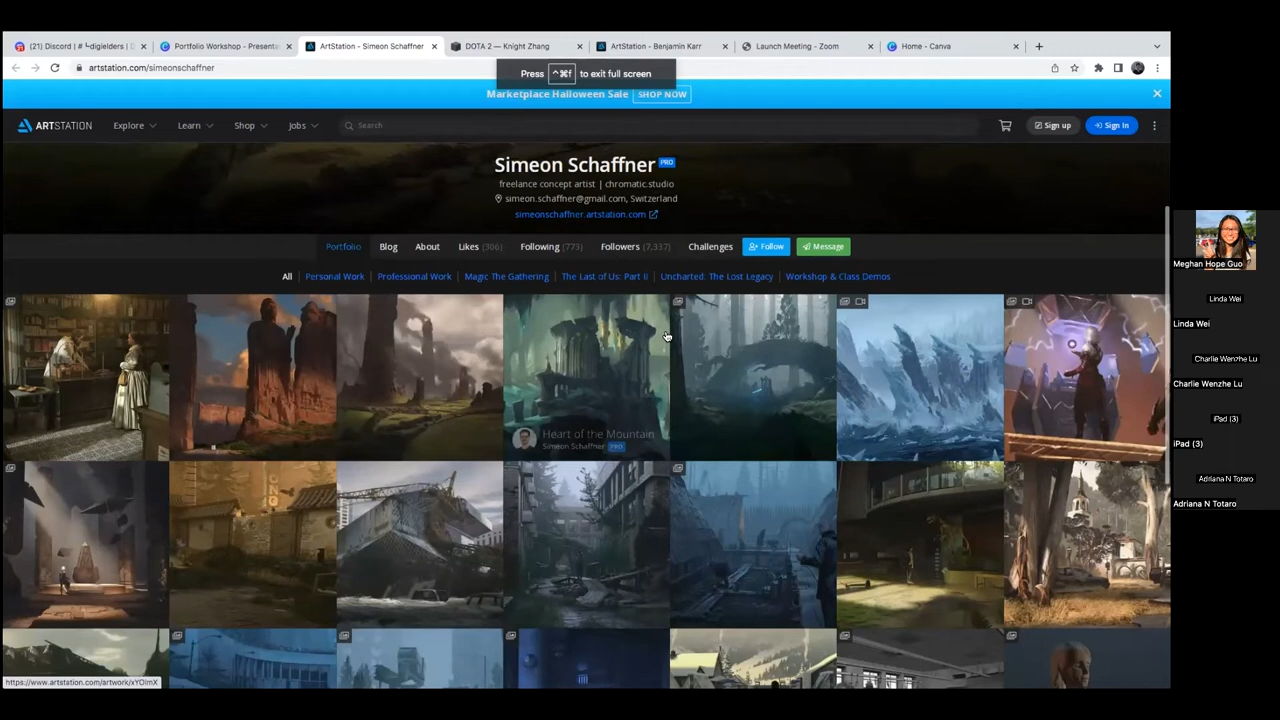 (21) Discord | # └digielders | D
Portfolio Workshop - Presenta
ArtStation - Simeon Schaffner
DOTA 2 — Knight Zhang
ArtStation - Benjamin Karr
Launch Meeting - Zoom
Home - Canva
artstation.com/simeonschaffner
Press ^⌘f to exit full screen
Marketplace Halloween Sale SHOP NOW
ARTSTATION Explore Learn Shop Jobs Search Sign up Sign In
Simeon Schaffner PRO
freelance concept artist | chromatic.studio
simeon.schaffner@gmail.com, Switzerland
simeonschaffner.artstation.com
Portfolio Blog About Likes (306) Following (773) Followers (7,337) Challenges Follow Message
All Personal Work Professional Work Magic The Gathering The Last of Us: Part II Uncharted: The Lost Legacy Workshop & Class Demos
Heart of the Mountain
Simeon Schaffner PRO
https://www.artstation.com/artwork/xYOimX
Meghan Hope Guo
Linda Wei
Linda Wei
Charlie Wenzhe Lu
Charlie Wenzhe Lu
iPad (3)
iPad (3)
Adriana N Totaro
Adriana N Totaro